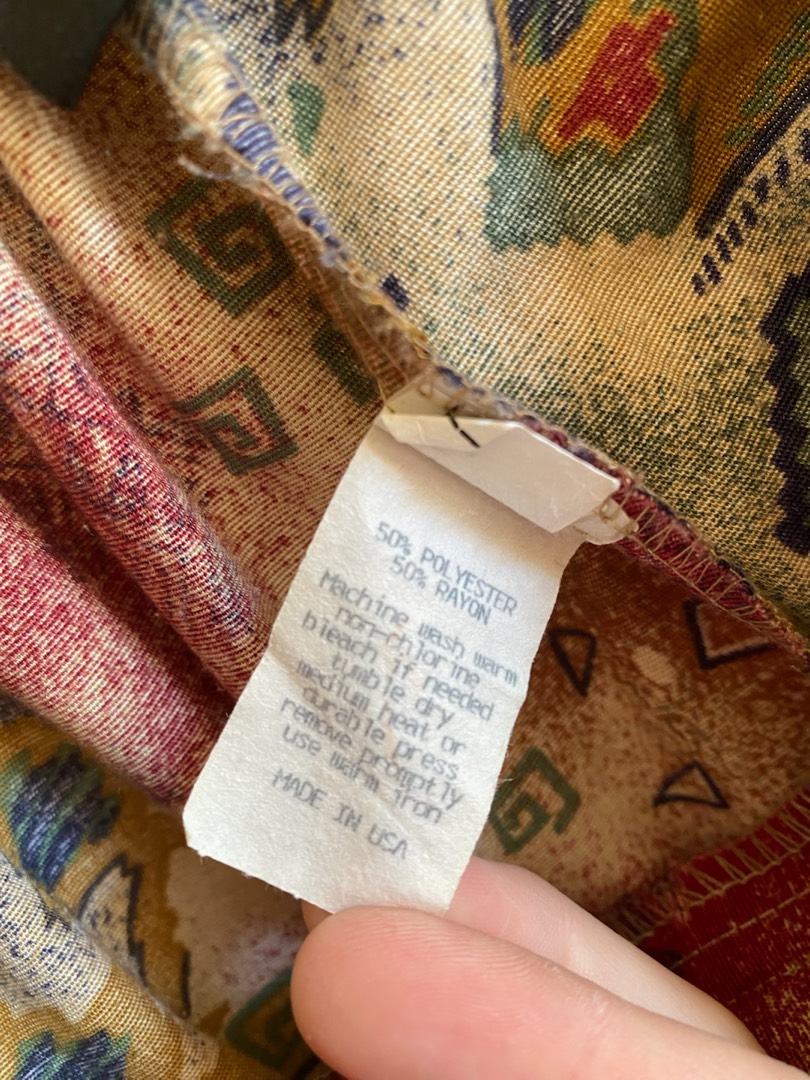 50% POLYESTER
50% RAYON
Machine wash warm
non-chlorine
bleach if needed
tumble dry
medium heat or
durable press
remove promptly
use warm iron
MADE IN USA